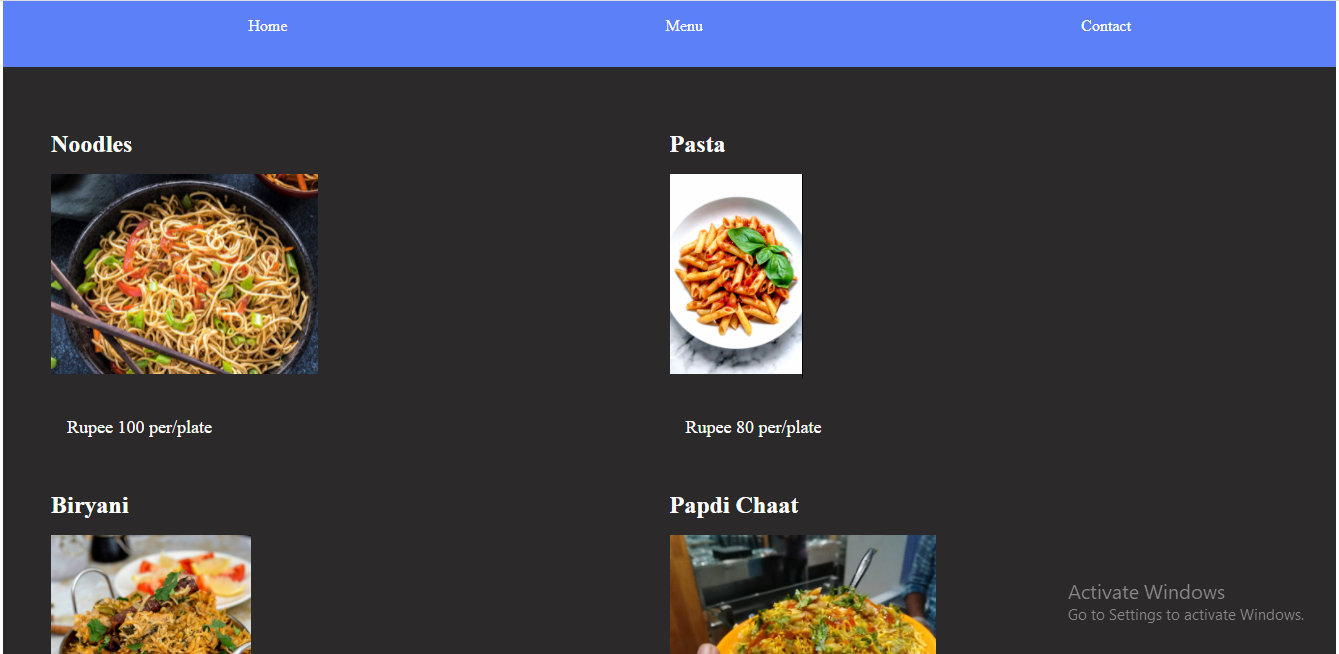 Home Menu Contact
Noodles
Pasta
Rupee 100 per/plate
Rupee 80 per/plate
Biryani
Papdi Chaat
Activate Windows
Go to Settings to activate Windows.